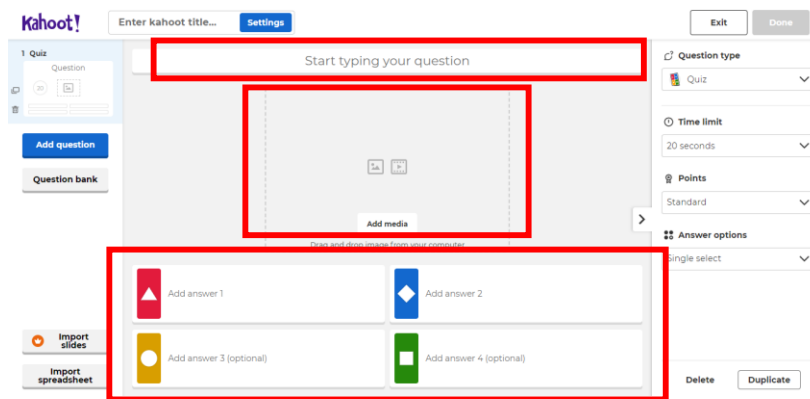 Kahoot!
Enter kahoot title...
Settings
Exit
Done
1 Quiz
Question
20
Add question
Question bank
Import slides
Import spreadsheet
Start typing your question
Add media
Drag and drop image from your computer
Add answer 1
Add answer 2
Add answer 3 (optional)
Add answer 4 (optional)
Question type
Quiz
Time limit
20 seconds
Points
Standard
Answer options
Single select
Delete
Duplicate